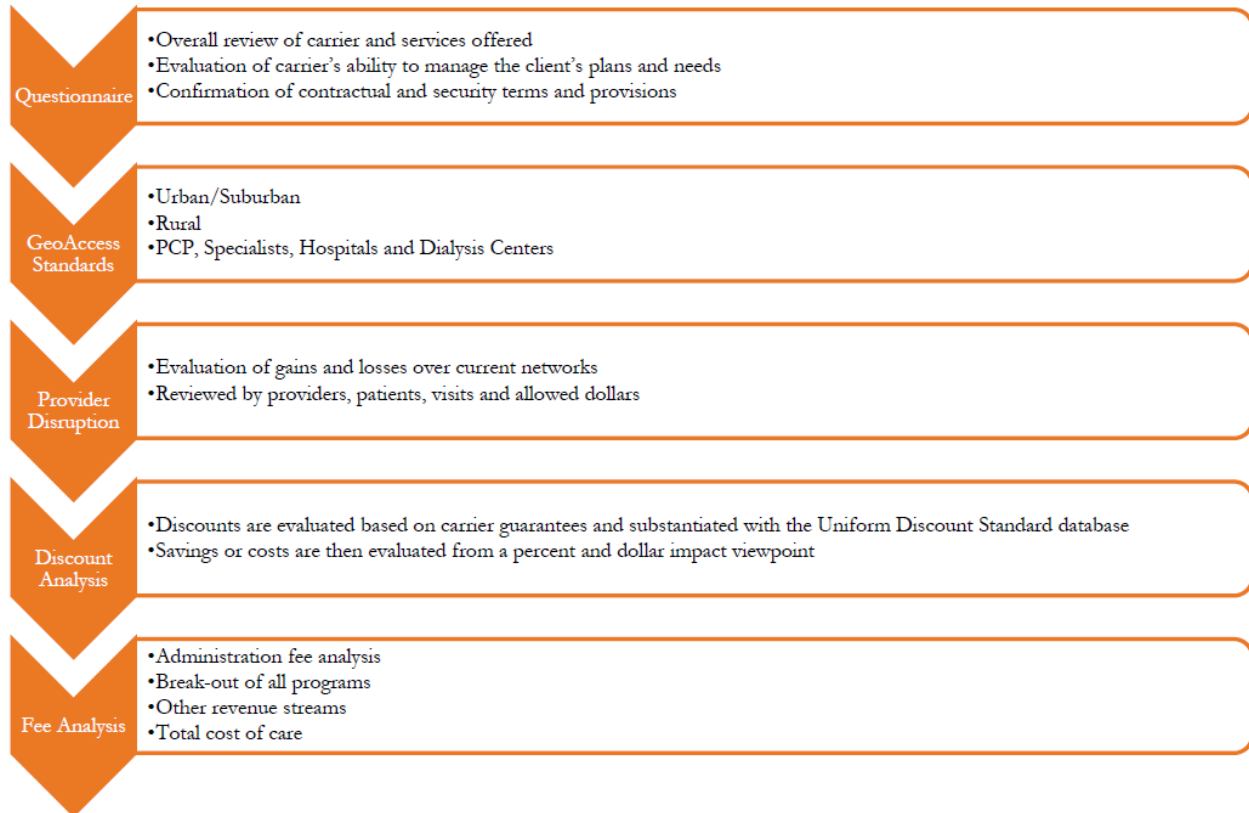 Questionnaire
•Overall review of carrier and services offered
•Evaluation of carrier's ability to manage the client's plans and needs
•Confirmation of contractual and security terms and provisions
GeoAccess
Standards
•Urban/Suburban
•Rural
•PCP, Specialists, Hospitals and Dialysis Centers
Provider
Disruption
•Evaluation of gains and losses over current networks
•Reviewed by providers, patients, visits and allowed dollars
Discount
Analysis
•Discounts are evaluated based on carrier guarantees and substantiated with the Uniform Discount Standard database
•Savings or costs are then evaluated from a percent and dollar impact viewpoint
Fee Analysis
•Administration fee analysis
•Break-out of all programs
•Other revenue streams
•Total cost of care